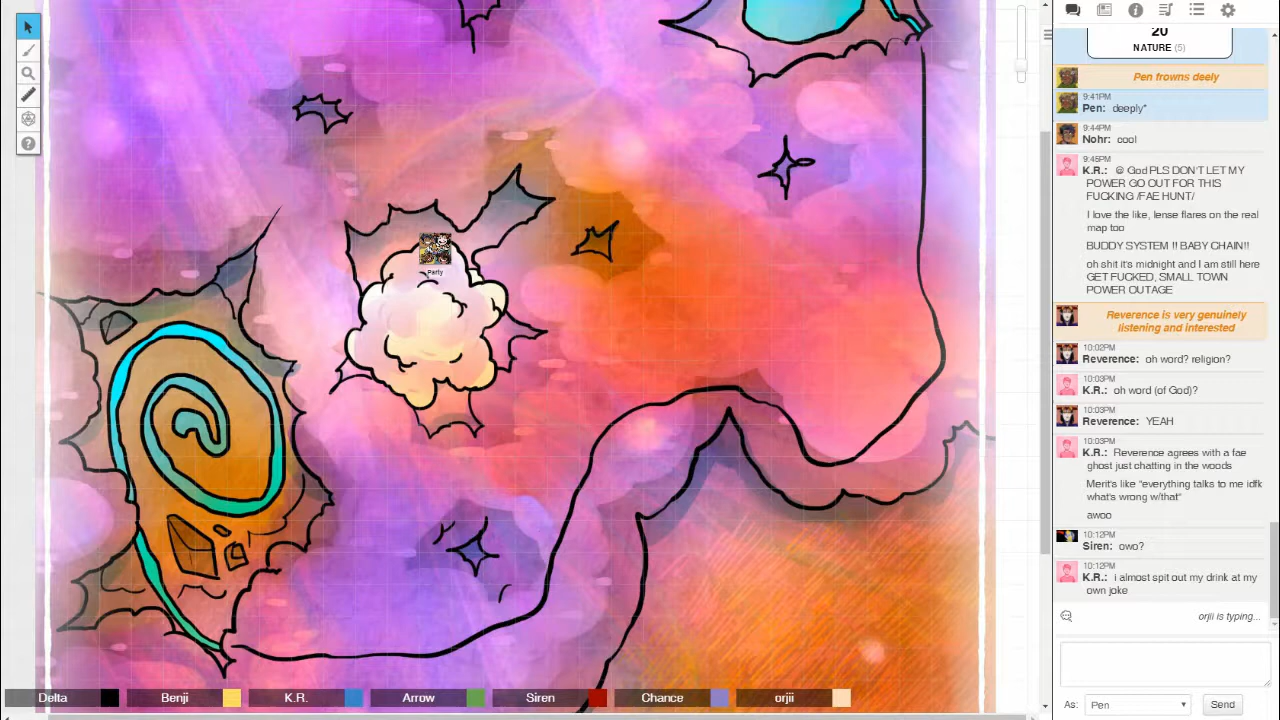 20
NATURE (5)
Pen frowns deely
9:41PM
Pen: deeply*
9:44PM
Nohr: cool
9:45PM
K.R.: @ God PLS DON'T LET MY
POWER GO OUT FOR THIS
FUCKING /FAE HUNT/
I love the like, lense flares on the real
map too
BUDDY SYSTEM !! BABY CHAIN!!
oh shit it's midnight and I am still here
GET FUCKED, SMALL TOWN
POWER OUTAGE
Reverence is very genuinely
listening and interested
10:02PM
Reverence: oh word? religion?
10:03PM
K.R.: oh word (of God)?
10:03PM
Reverence: YEAH
10:03PM
K.R.: Reverence agrees with a fae
ghost just chatting in the woods
Merit's like "everything talks to me idfk
what's wrong w/that"
awoo
10:12PM
Siren: owo?
10:12PM
K.R.: i almost spit out my drink at my
own joke
orjii is typing...
As: Pen Send
Party
Delta Benji K.R. Arrow Siren Chance orjii